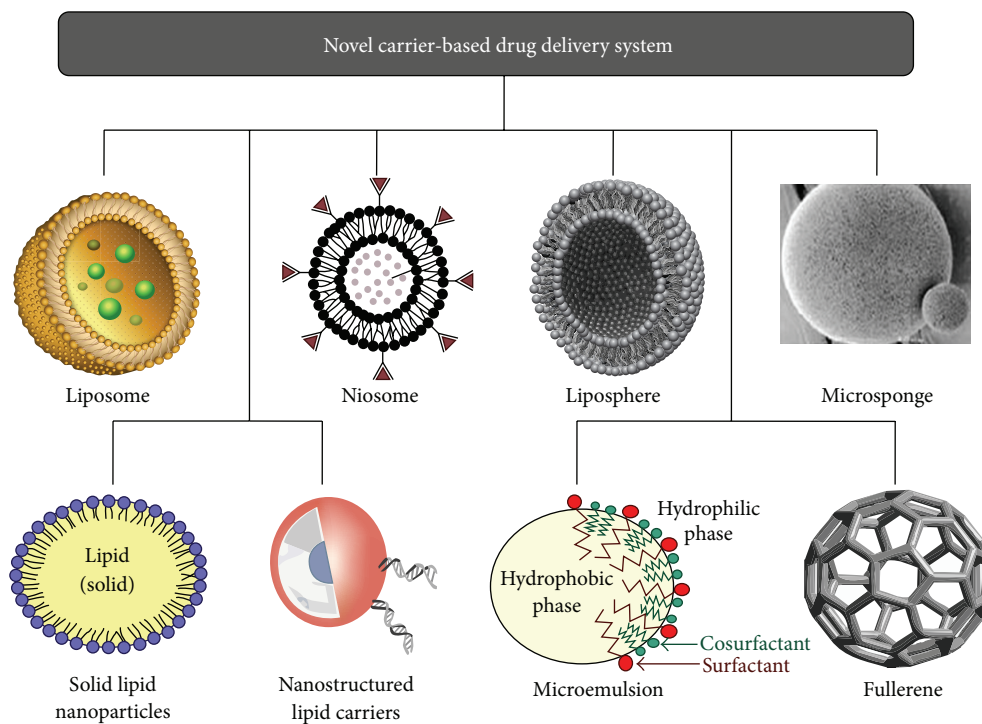 Novel carrier-based drug delivery system
Liposome
Niosome
Liposphere
Microsponge
Lipid
(solid)
Hydrophobic
phase
Hydrophilic
phase
Cosurfactant
Surfactant
Solid lipid
nanoparticles
Nanostructured
lipid carriers
Microemulsion
Fullerene